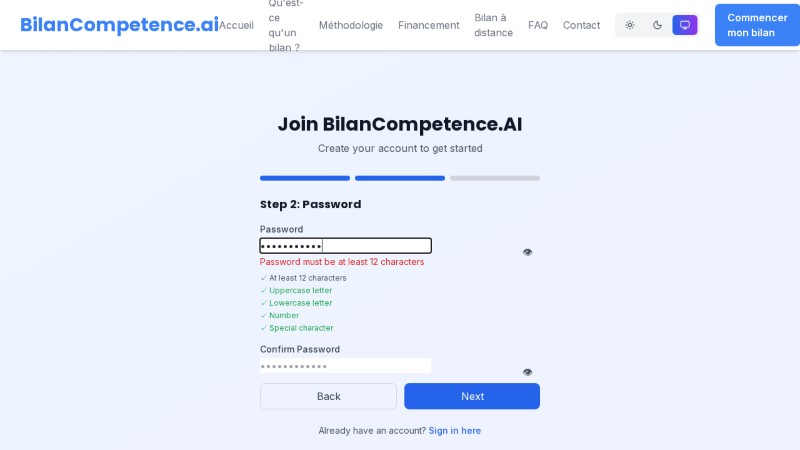 BilanCompetence.ai
Accueil
Qu'est-
ce
qu'un
bilan ?
Méthodologie
Financement
Bilan à
distance
FAQ
Contact
Commencer
mon bilan
Join BilanCompetence.AI
Create your account to get started
Step 2: Password
Password
•••••••••••
Password must be at least 12 characters
✓ At least 12 characters
✓ Uppercase letter
✓ Lowercase letter
✓ Number
✓ Special character
Confirm Password
••••••••••••
Back
Next
Already have an account? Sign in here